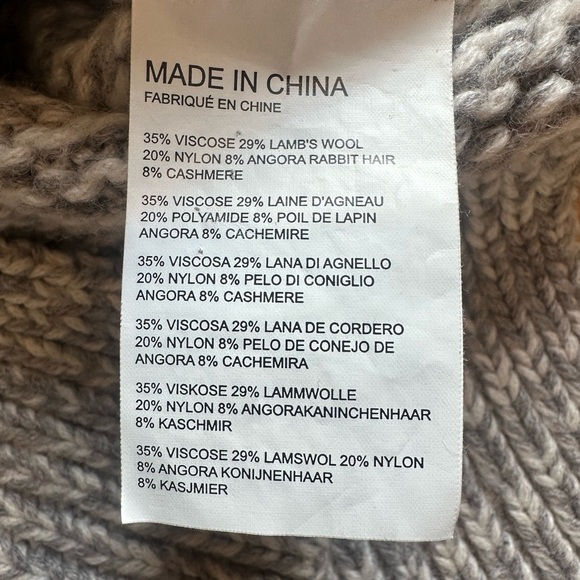 MADE IN CHINA
FABRIQUÉ EN CHINE
35% VISCOSE 29% LAMB'S WOOL
20% NYLON 8% ANGORA RABBIT HAIR
8% CASHMERE
35% VISCOSE 29% LAINE D'AGNEAU
20% POLYAMIDE 8% POIL DE LAPIN
ANGORA 8% CACHEMIRE
35% VISCOSA 29% LANA DI AGNELLO
20% NYLON 8% PELO DI CONIGLIO
ANGORA 8% CASHMERE
35% VISCOSA 29% LANA DE CORDERO
20% NYLON 8% PELO DE CONEJO DE
ANGORA 8% CACHEMIRA
35% VISKOSE 29% LAMMWOLLE
20% NYLON 8% ANGORAKANINCHENHAAR
8% KASCHMIR
35% VISCOSE 29% LAMSWOL 20% NYLON
8% ANGORA KONIJNENHAAR
8% KASJMIER